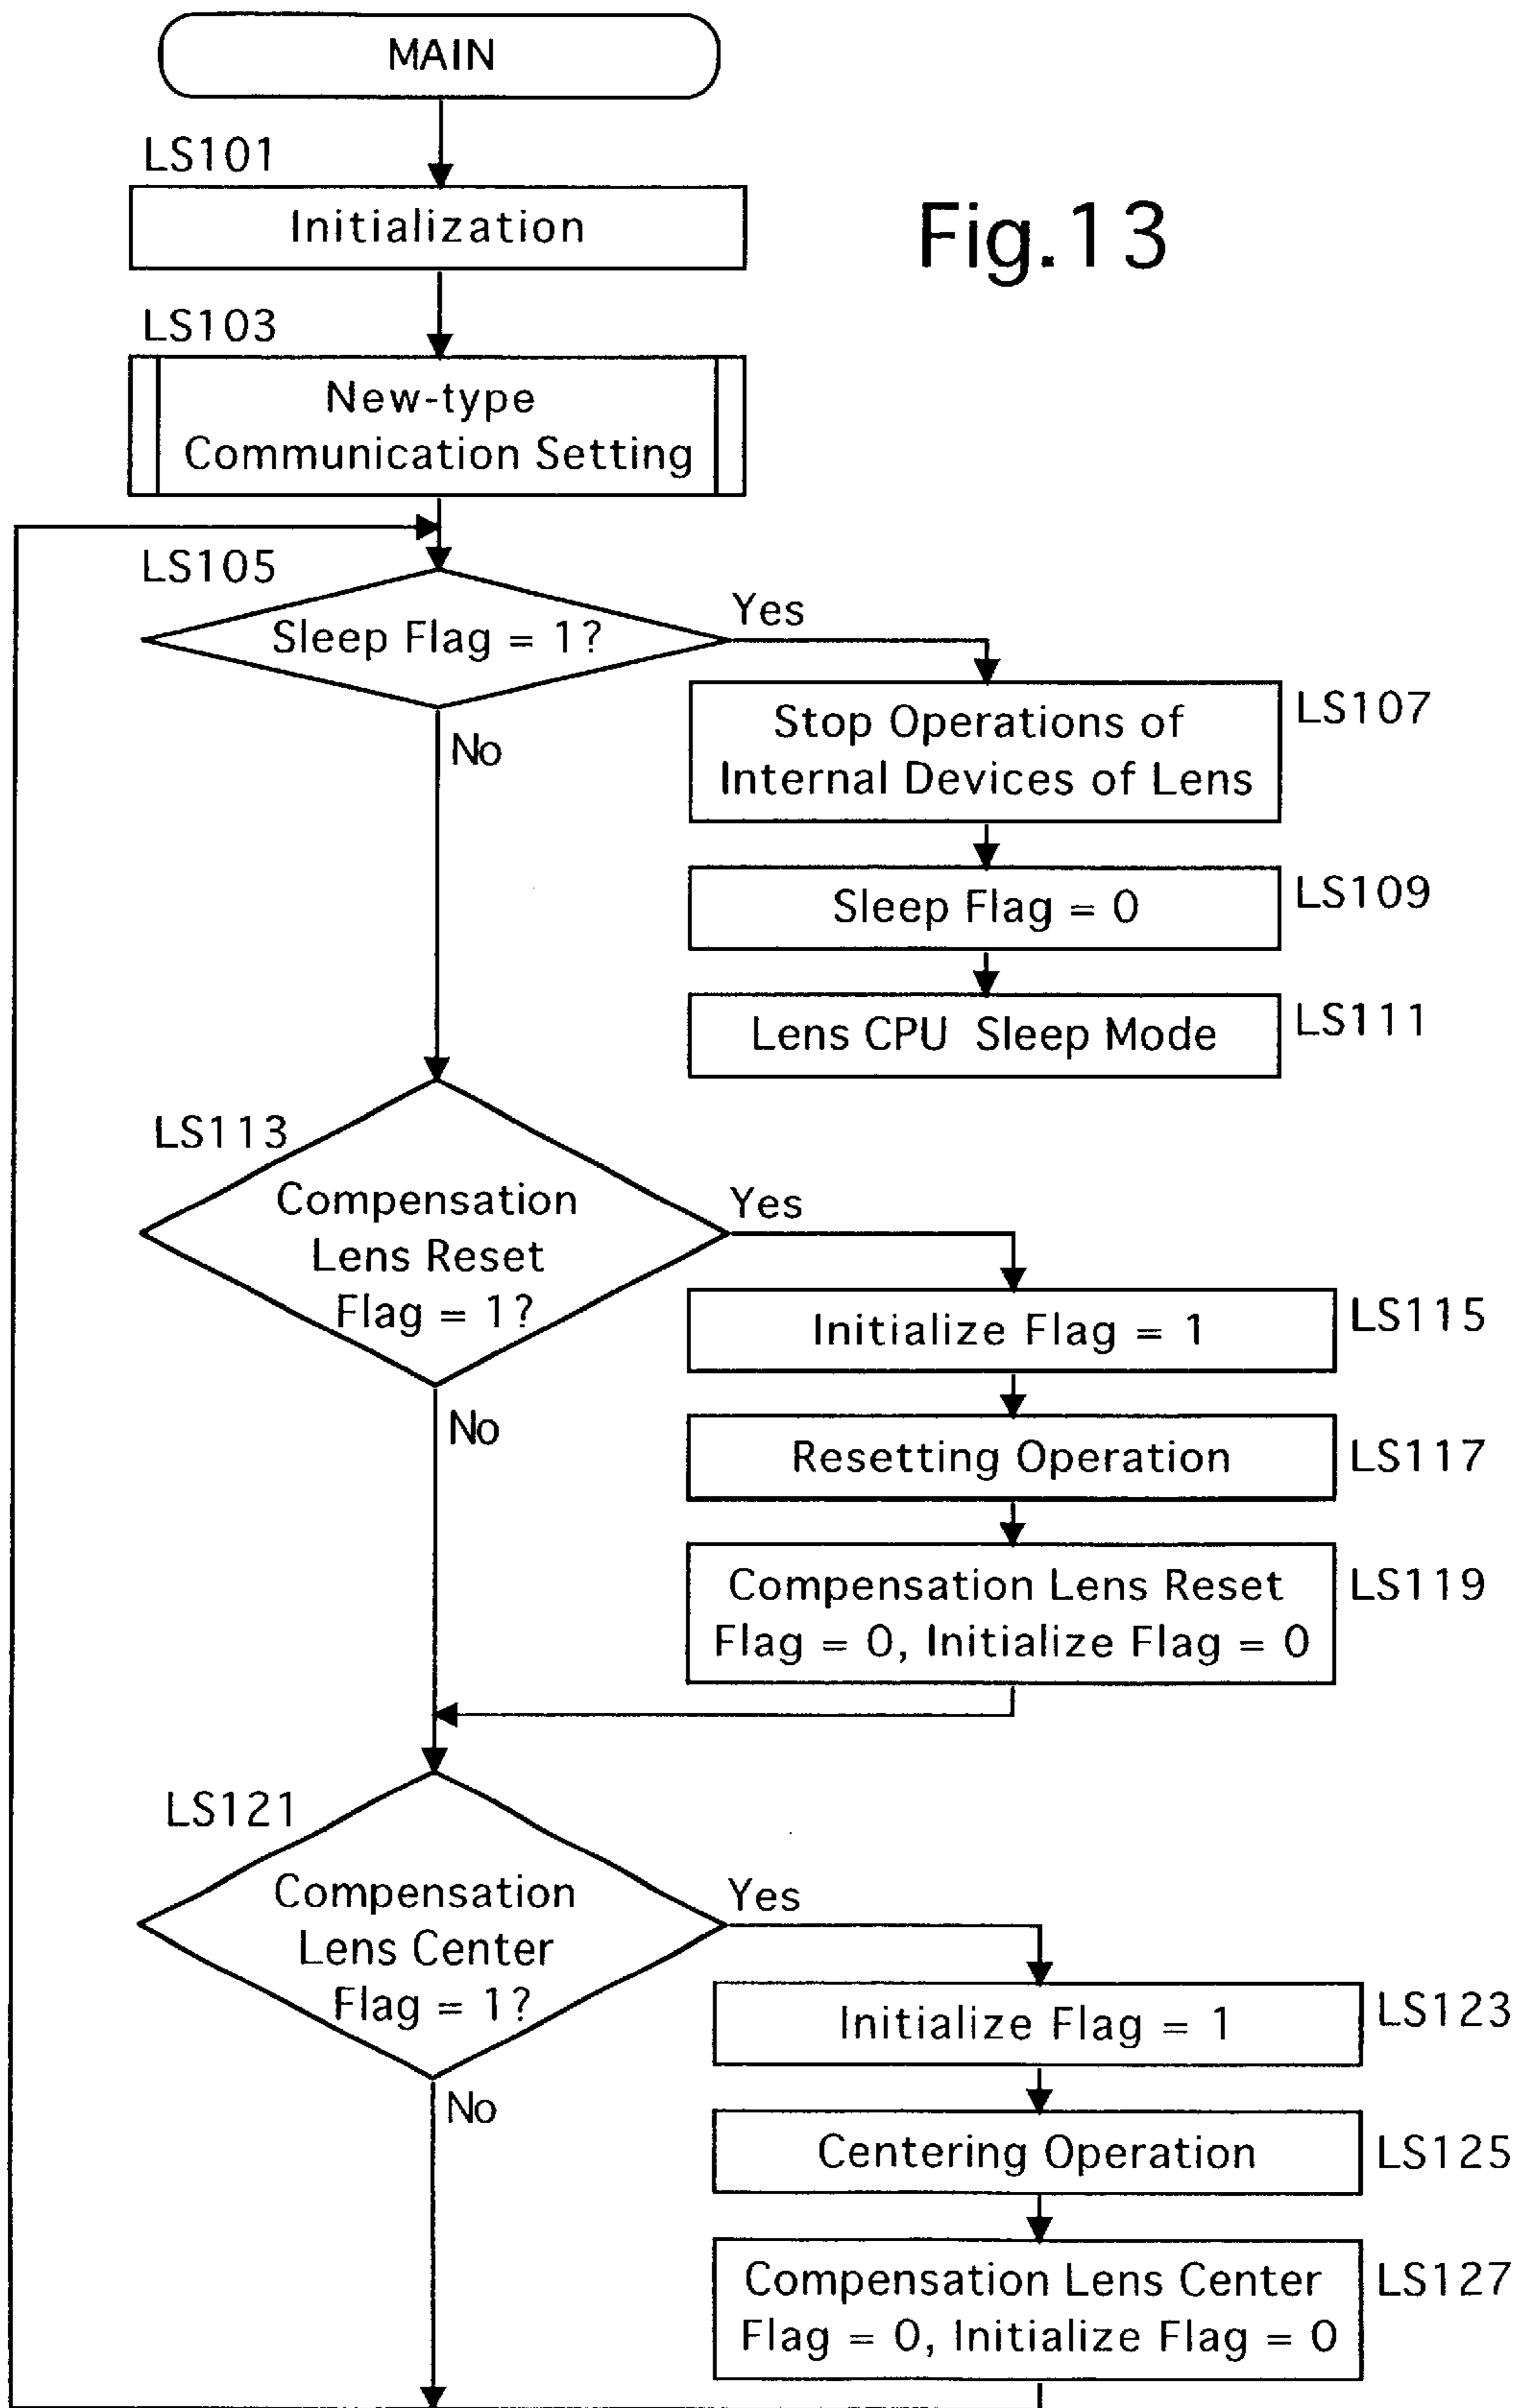 MAIN
LS101
Initialization
Fig.13
LS103
New-type
Communication Setting
LS105
Sleep Flag = 1?
Yes
No
Stop Operations of
Internal Devices of Lens
LS107
Sleep Flag = 0
LS109
Lens CPU Sleep Mode
LS111
LS113
Compensation
Lens Reset
Flag = 1?
Yes
No
Initialize Flag = 1
LS115
Resetting Operation
LS117
Compensation Lens Reset
Flag = 0, Initialize Flag = 0
LS119
LS121
Compensation
Lens Center
Flag = 1?
Yes
No
Initialize Flag = 1
LS123
Centering Operation
LS125
Compensation Lens Center
Flag = 0, Initialize Flag = 0
LS127